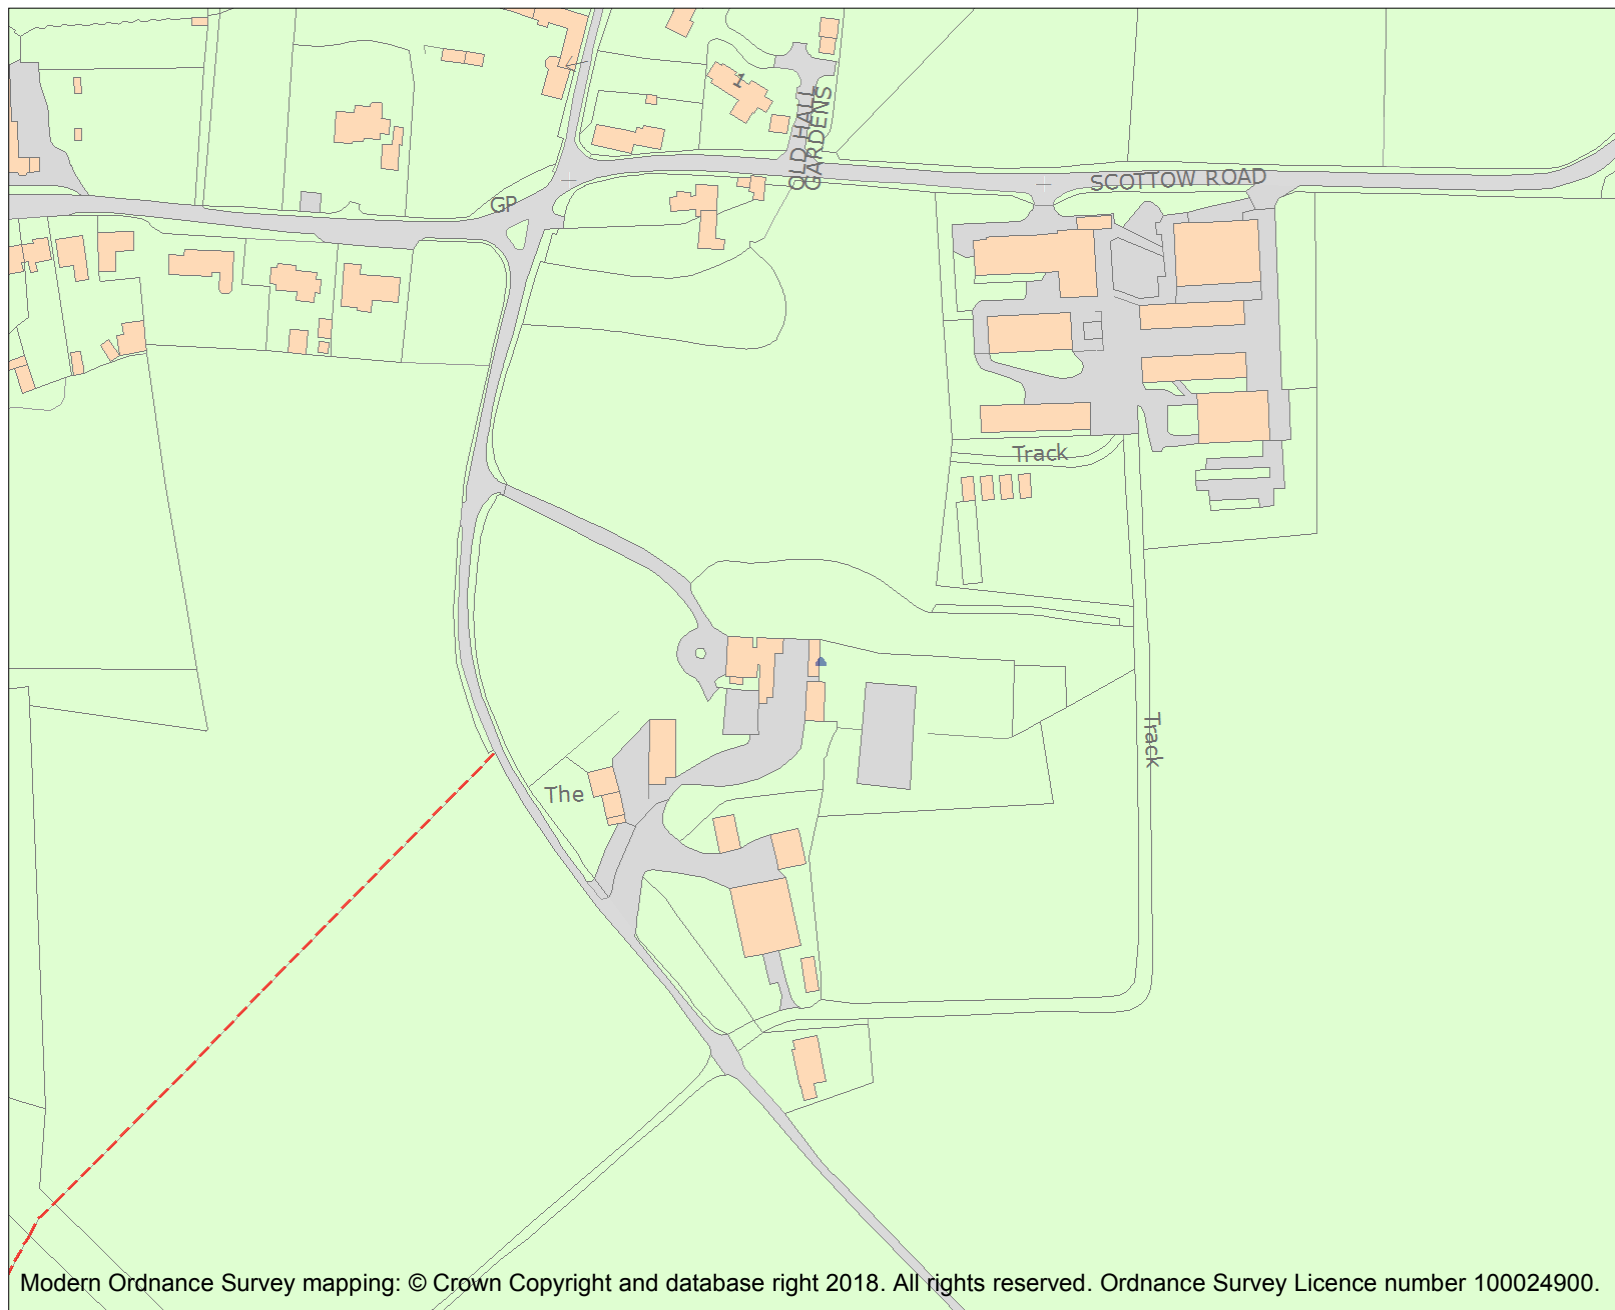 1
OLD HALL
GARDENS
SCOTTOW ROAD
GP
Track
Track
The
Modern Ordnance Survey mapping: © Crown Copyright and database right 2018. All rights reserved. Ordnance Survey Licence number 100024900.